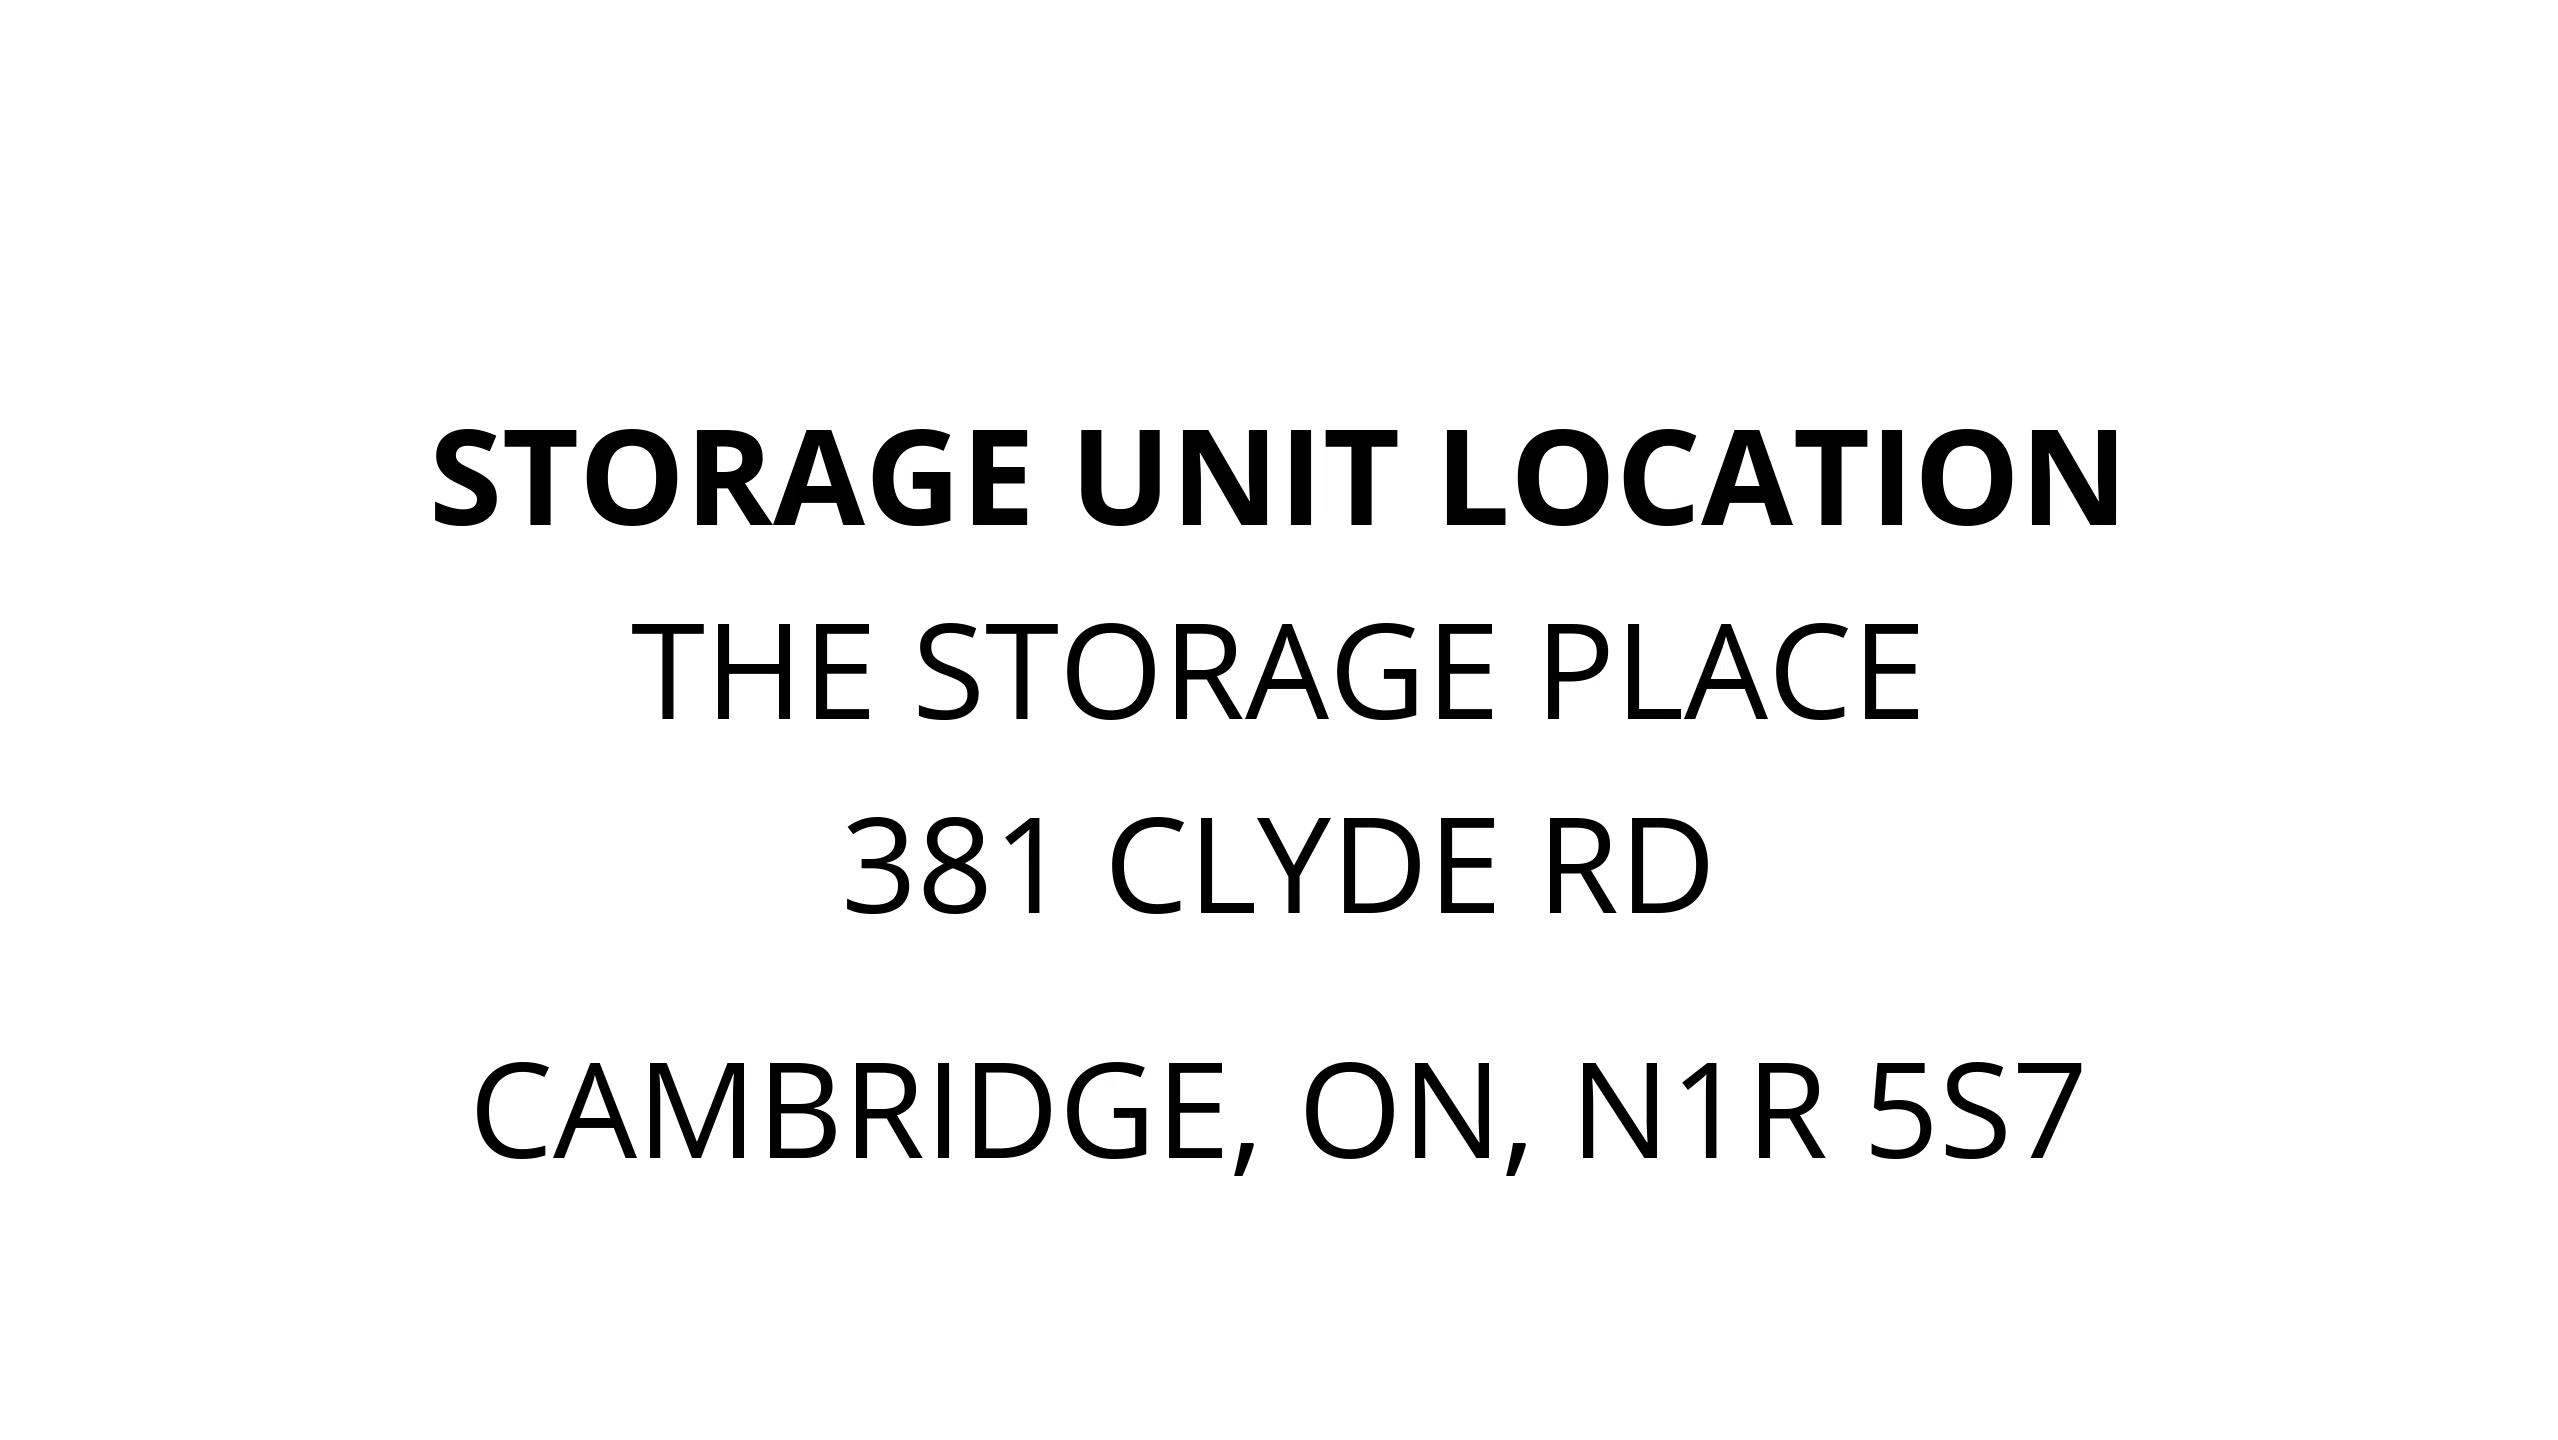 STORAGE UNIT LOCATION
THE STORAGE PLACE
381 CLYDE RD
CAMBRIDGE, ON, N1R 5S7